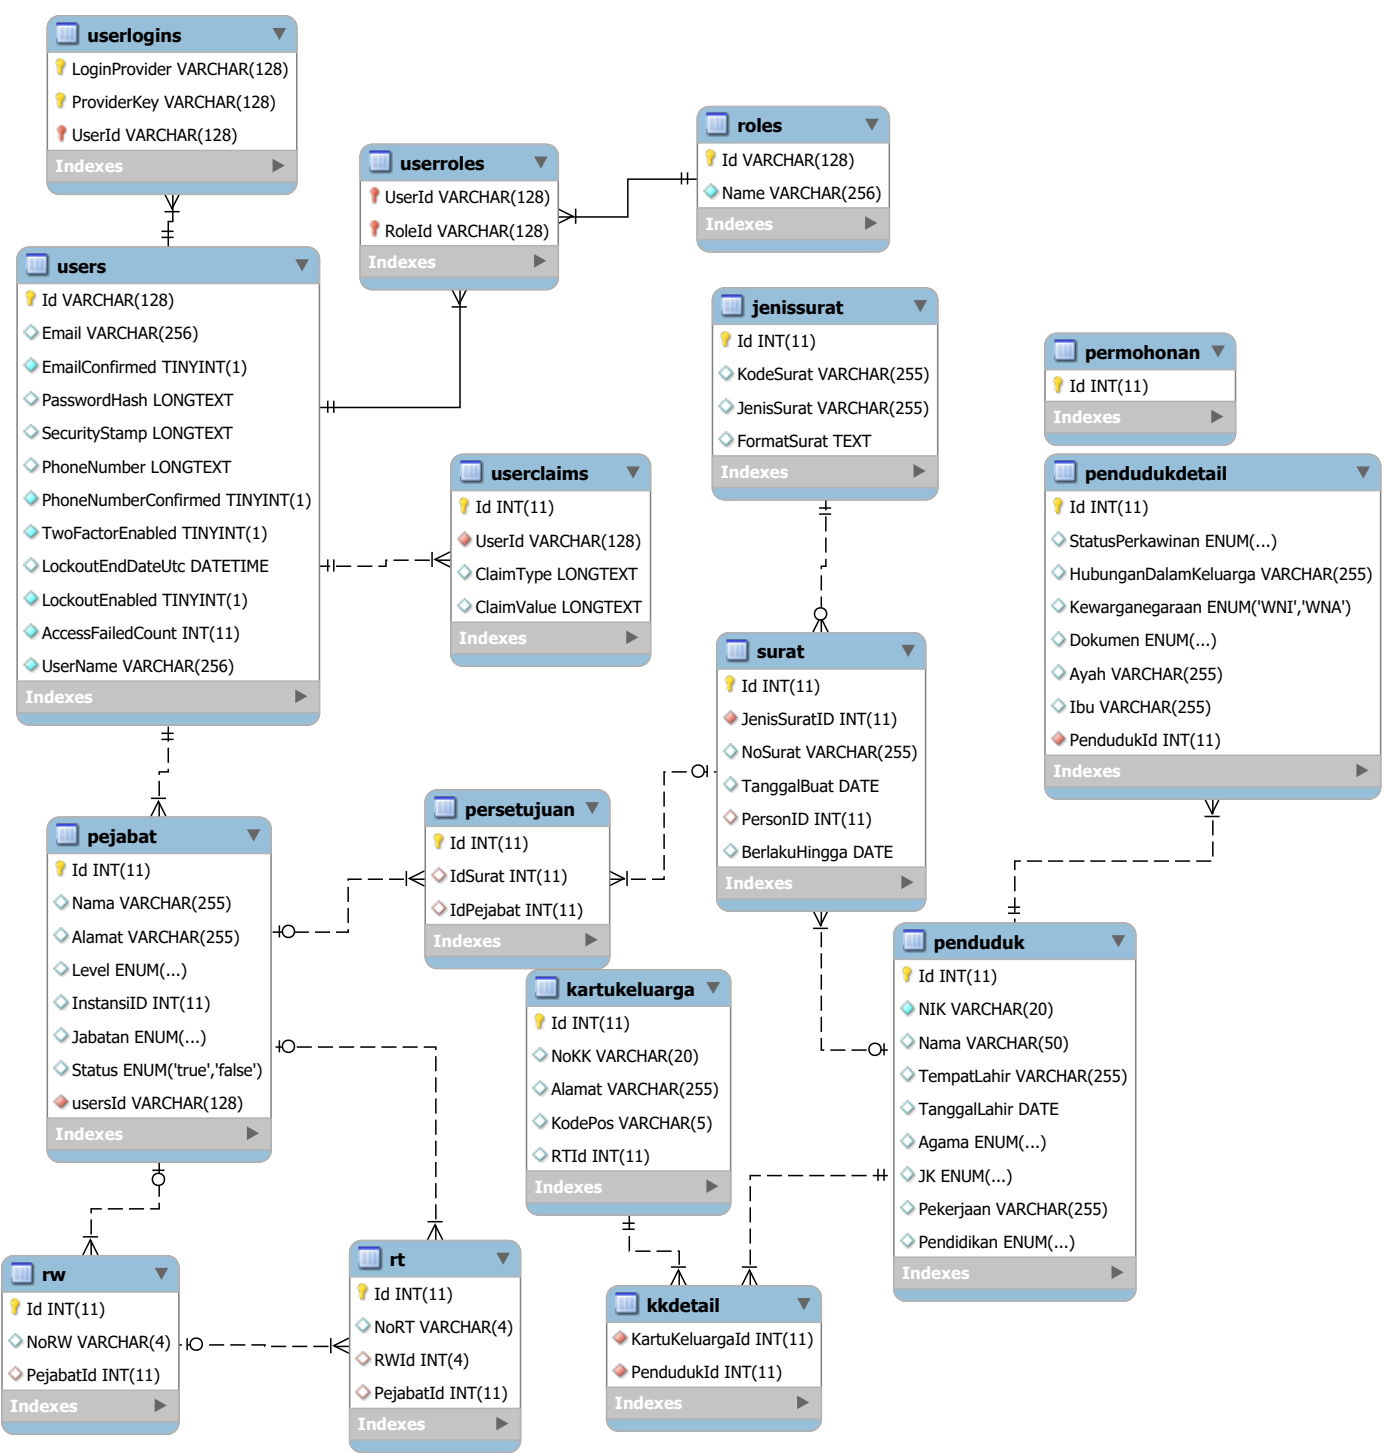 userlogins
LoginProvider VARCHAR(128)
ProviderKey VARCHAR(128)
UserId VARCHAR(128)
Indexes
userroles
UserId VARCHAR(128)
RoleId VARCHAR(128)
Indexes
roles
Id VARCHAR(128)
Name VARCHAR(256)
Indexes
users
Id VARCHAR(128)
Email VARCHAR(256)
EmailConfirmed TINYINT(1)
PasswordHash LONGTEXT
SecurityStamp LONGTEXT
PhoneNumber LONGTEXT
PhoneNumberConfirmed TINYINT(1)
TwoFactorEnabled TINYINT(1)
LockoutEndDateUtc DATETIME
LockoutEnabled TINYINT(1)
AccessFailedCount INT(11)
UserName VARCHAR(256)
Indexes
userclaims
Id INT(11)
UserId VARCHAR(128)
ClaimType LONGTEXT
ClaimValue LONGTEXT
Indexes
jenissurat
Id INT(11)
KodeSurat VARCHAR(255)
JenisSurat VARCHAR(255)
FormatSurat TEXT
Indexes
permohonan
Id INT(11)
Indexes
pendudukdetail
Id INT(11)
StatusPerkawinan ENUM(...)
HubunganDalamKeluarga VARCHAR(255)
Kewarganegaraan ENUM('WNI','WNA')
Dokumen ENUM(...)
Ayah VARCHAR(255)
Ibu VARCHAR(255)
PendudukId INT(11)
Indexes
surat
Id INT(11)
JenisSuratID INT(11)
NoSurat VARCHAR(255)
TanggalBuat DATE
PersonID INT(11)
BerlakuHingga DATE
Indexes
pejabat
Id INT(11)
Nama VARCHAR(255)
Alamat VARCHAR(255)
Level ENUM(...)
InstansiID INT(11)
Jabatan ENUM(...)
Status ENUM('true','false')
usersId VARCHAR(128)
Indexes
persetujuan
Id INT(11)
IdSurat INT(11)
IdPejabat INT(11)
Indexes
kartukeluarga
Id INT(11)
NoKK VARCHAR(20)
Alamat VARCHAR(255)
KodePos VARCHAR(5)
RTId INT(11)
Indexes
penduduk
Id INT(11)
NIK VARCHAR(20)
Nama VARCHAR(50)
TempatLahir VARCHAR(255)
TanggalLahir DATE
Agama ENUM(...)
JK ENUM(...)
Pekerjaan VARCHAR(255)
Pendidikan ENUM(...)
Indexes
rw
Id INT(11)
NoRW VARCHAR(4)
PejabatId INT(11)
Indexes
rt
Id INT(11)
NoRT VARCHAR(4)
RWId INT(4)
PejabatId INT(11)
Indexes
kkdetail
KartuKeluargaId INT(11)
PendudukId INT(11)
Indexes